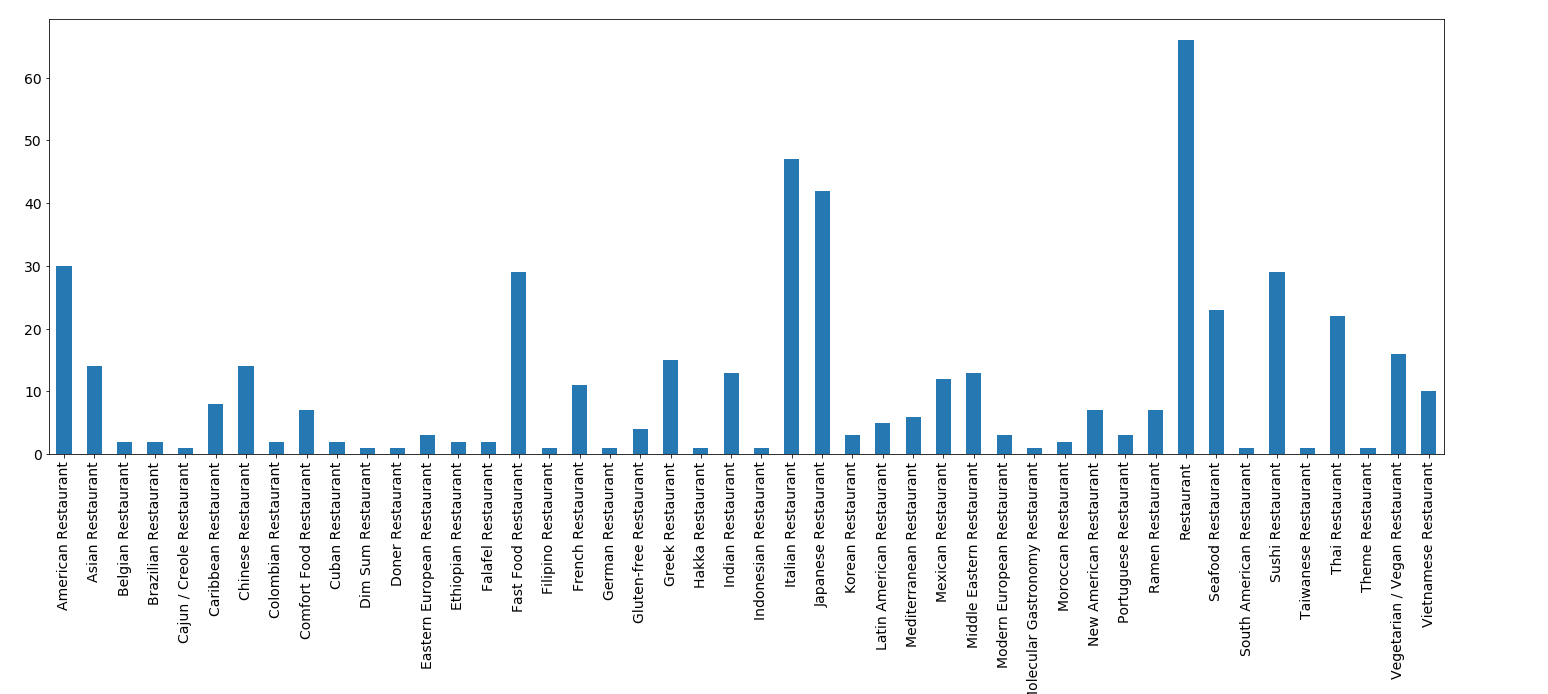 60
50
40
30
20
10
0
American Restaurant
Asian Restaurant
Belgian Restaurant
Brazilian Restaurant
Cajun / Creole Restaurant
Caribbean Restaurant
Chinese Restaurant
Colombian Restaurant
Comfort Food Restaurant
Cuban Restaurant
Dim Sum Restaurant
Doner Restaurant
Eastern European Restaurant
Ethiopian Restaurant
Falafel Restaurant
Fast Food Restaurant
Filipino Restaurant
French Restaurant
German Restaurant
Gluten-free Restaurant
Greek Restaurant
Hakka Restaurant
Indian Restaurant
Indonesian Restaurant
Italian Restaurant
Japanese Restaurant
Korean Restaurant
Latin American Restaurant
Mediterranean Restaurant
Mexican Restaurant
Middle Eastern Restaurant
Modern European Restaurant
olecular Gastronomy Restaurant
Moroccan Restaurant
New American Restaurant
Portuguese Restaurant
Ramen Restaurant
Restaurant
Seafood Restaurant
South American Restaurant
Sushi Restaurant
Taiwanese Restaurant
Thai Restaurant
Theme Restaurant
Vegetarian / Vegan Restaurant
Vietnamese Restaurant